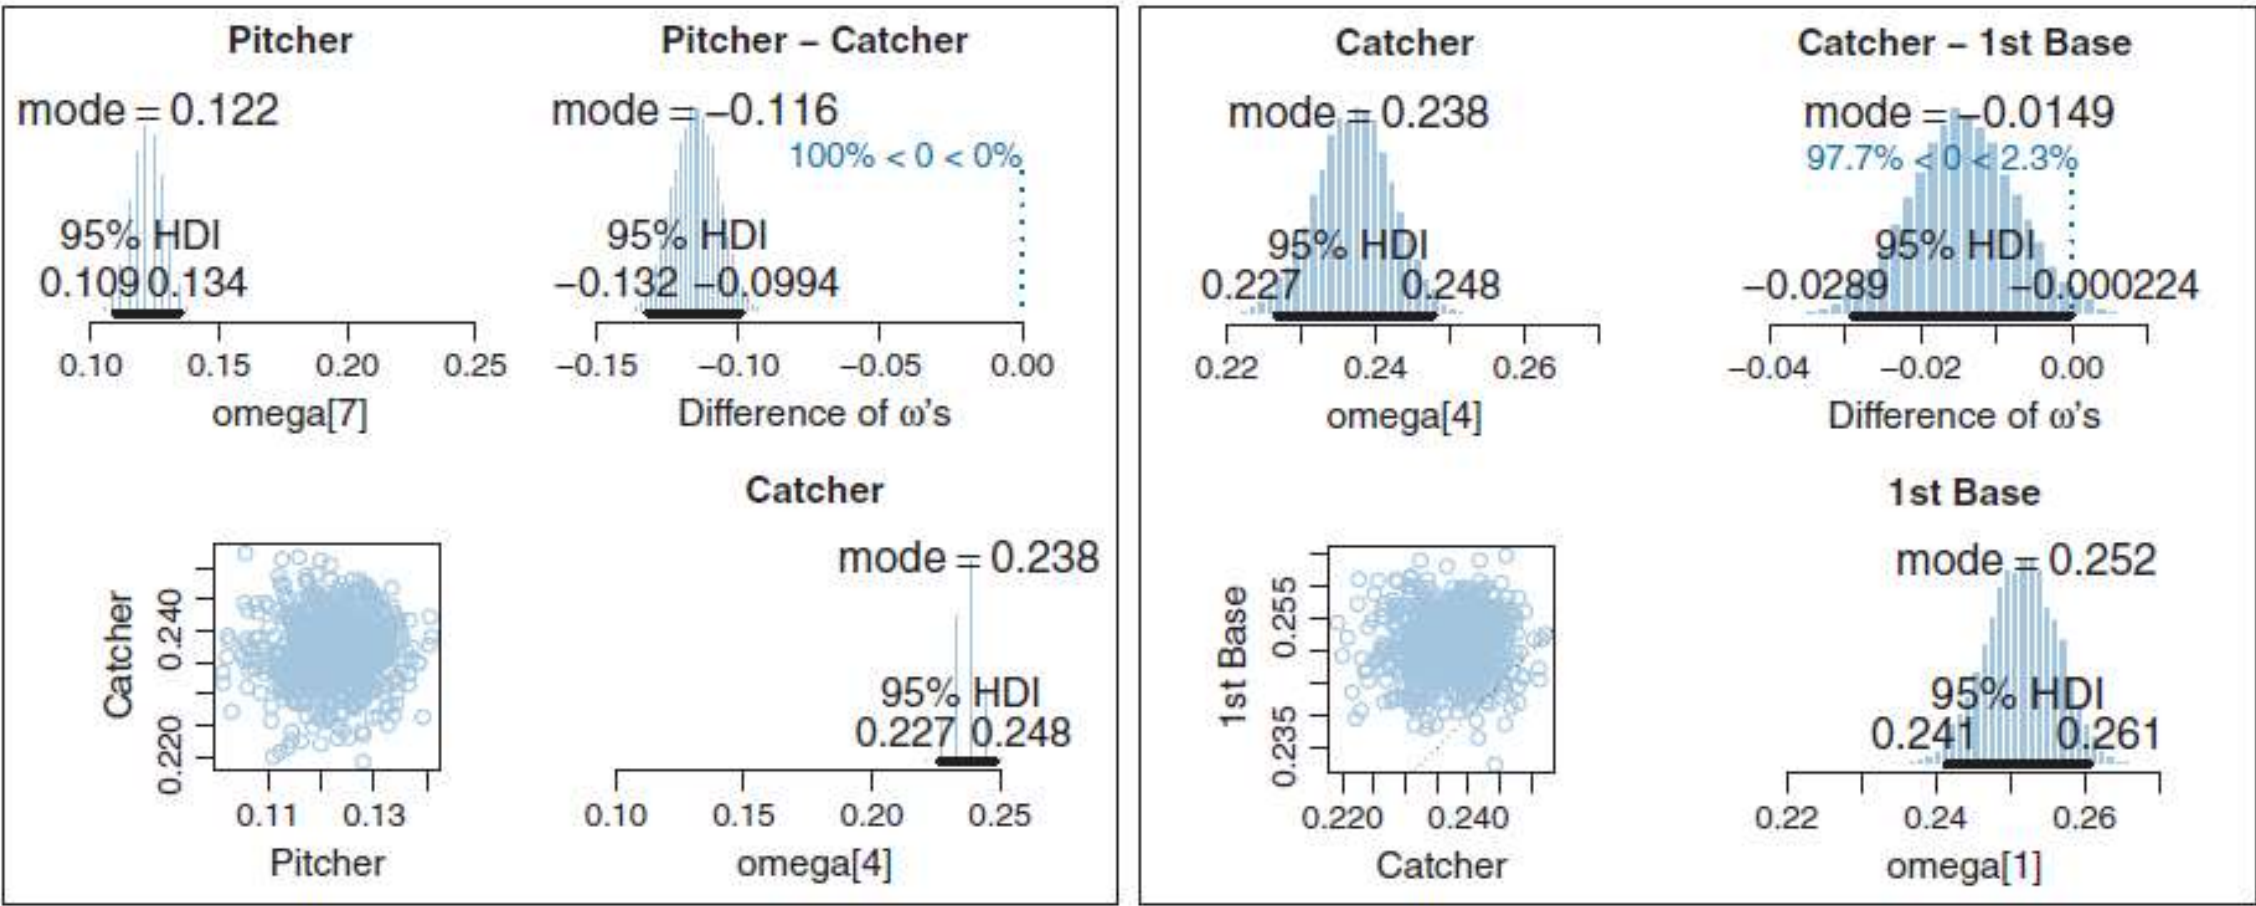 Pitcher
mode = 0.122
95% HDI
0.109 0.134
0.10 0.15 0.20 0.25
omega[7]
Pitcher – Catcher
mode = −0.116
100% < 0 < 0%
95% HDI
−0.132 −0.0994
−0.15 −0.10 −0.05 0.00
Difference of ω's
Catcher
0.220 0.240
0.11 0.13
Pitcher
Catcher
mode = 0.238
95% HDI
0.227 0.248
0.10 0.15 0.20 0.25
omega[4]
Catcher
mode = 0.238
95% HDI
0.227 0.248
0.22 0.24 0.26
omega[4]
Catcher – 1st Base
mode = −0.0149
97.7% < 0 < 2.3%
95% HDI
−0.0289 −0.000224
−0.04 −0.02 0.00
Difference of ω's
1st Base
0.235 0.255
0.220 0.240
Catcher
1st Base
mode = 0.252
95% HDI
0.241 0.261
0.22 0.24 0.26
omega[1]